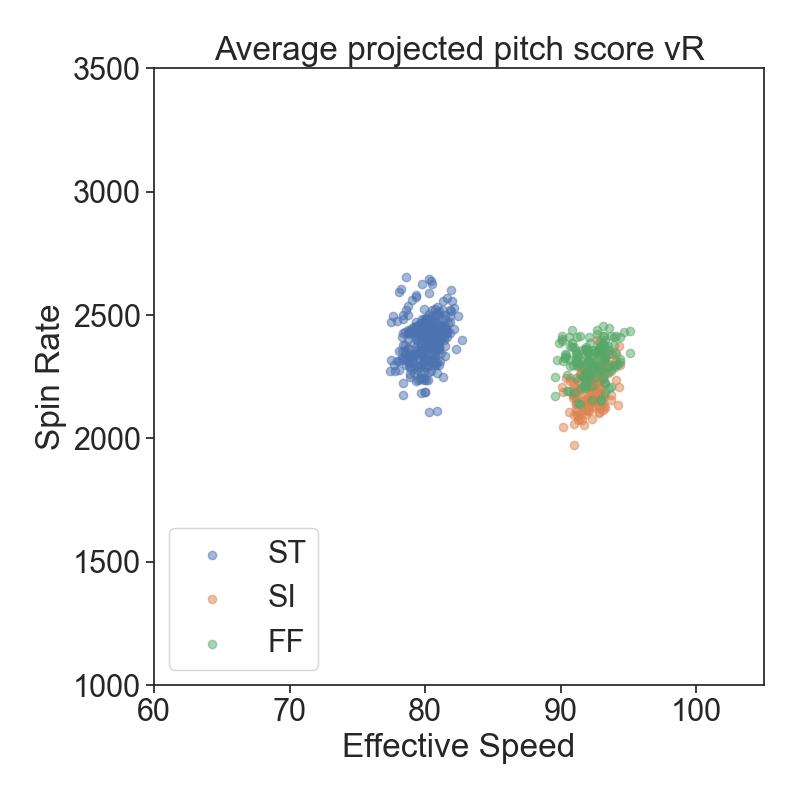 Average projected pitch score vR
3500
3000
2500
2000
1500
1000
Spin Rate
ST
SI
FF
60 70 80 90 100
Effective Speed